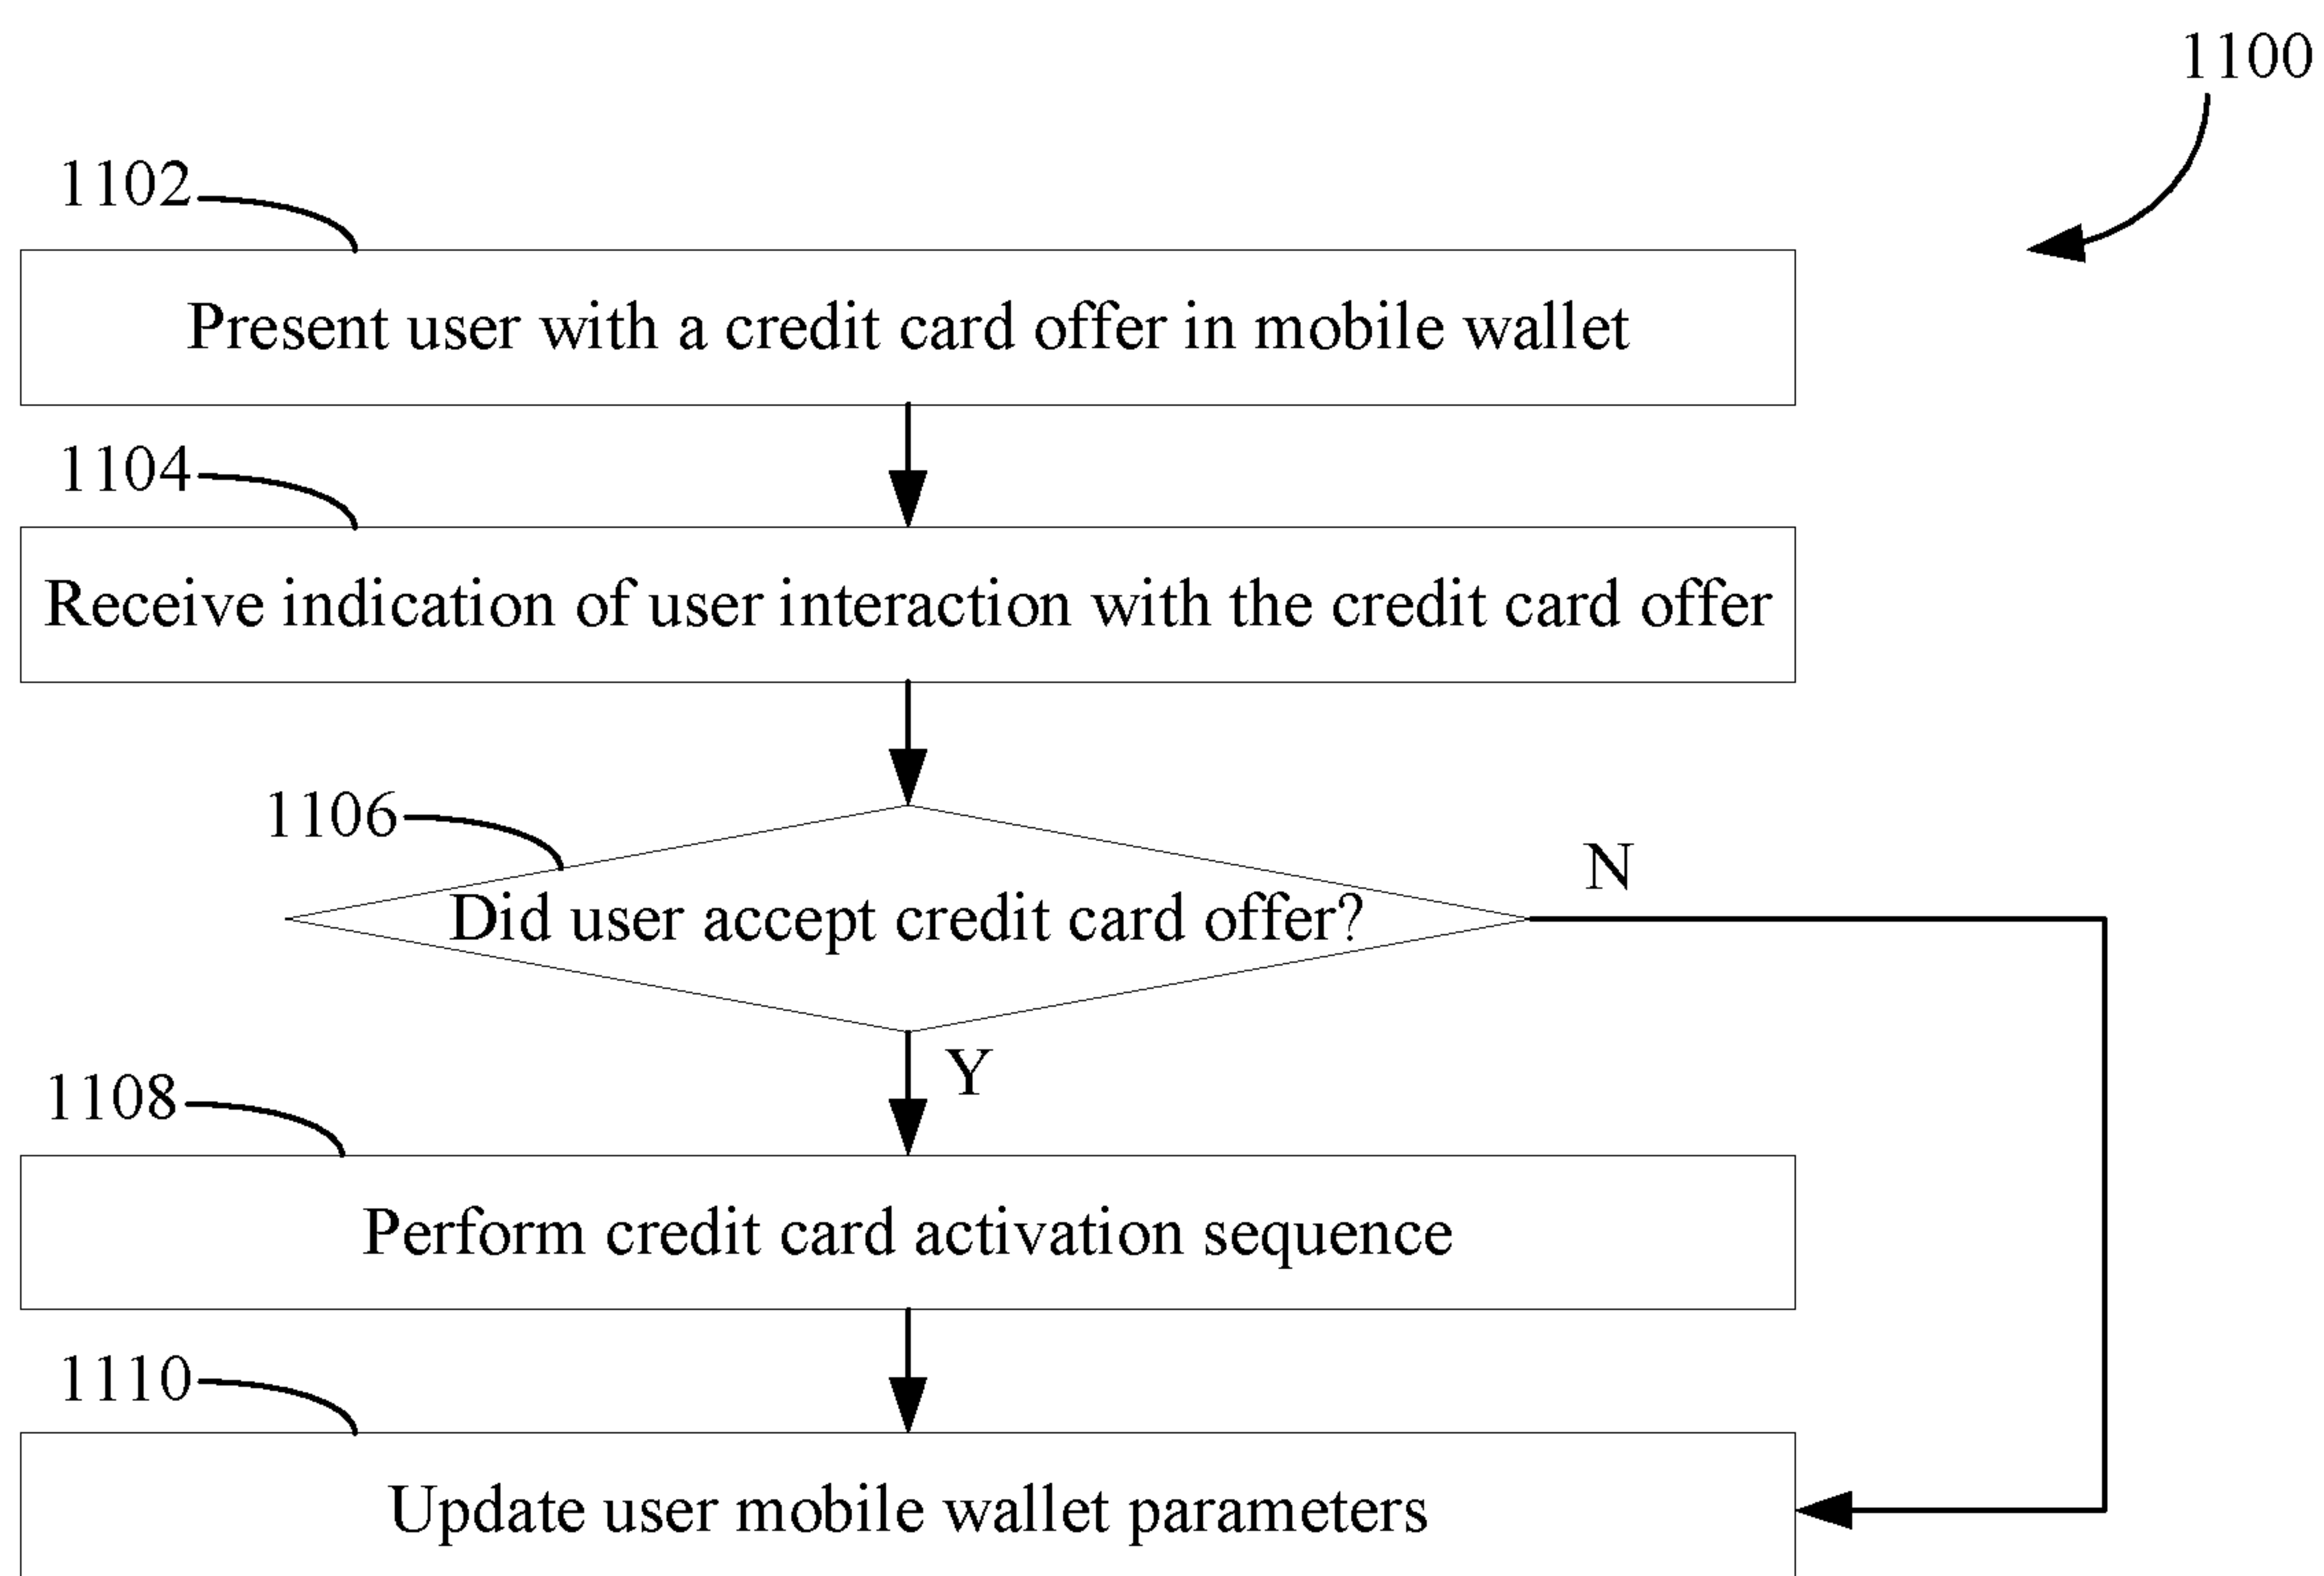 1100
1102
Present user with a credit card offer in mobile wallet
1104
Receive indication of user interaction with the credit card offer
1106
N
Did user accept credit card offer?
Y
1108
Perform credit card activation sequence
1110
Update user mobile wallet parameters